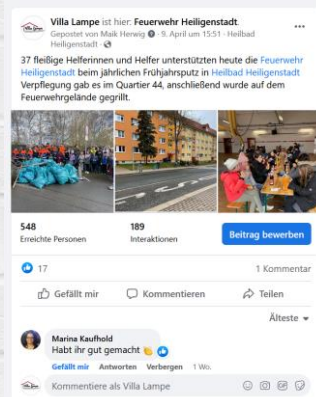 Villa Lampe ist hier: Feuerwehr Heiligenstadt.
Gepostet von Maik Herwig · 9. April um 15:51 · Heilbad
Heiligenstadt ·
37 fleißige Helferinnen und Helfer unterstützten heute die Feuerwehr
Heiligenstadt beim jährlichen Frühjahrsputz in Heilbad Heiligenstadt
Verpflegung gab es im Quartier 44, anschließend wurde auf dem
Feuerwehrgelände gegrillt.
548
Erreichte Personen
189
Interaktionen
Beitrag bewerben
17
1 Kommentar
Gefällt mir
Kommentieren
Teilen
Älteste
Marina Kaufhold
Habt ihr gut gemacht 👏
Gefällt mir Antworten Verbergen 1 Wo.
Kommentiere als Villa Lampe
GIF